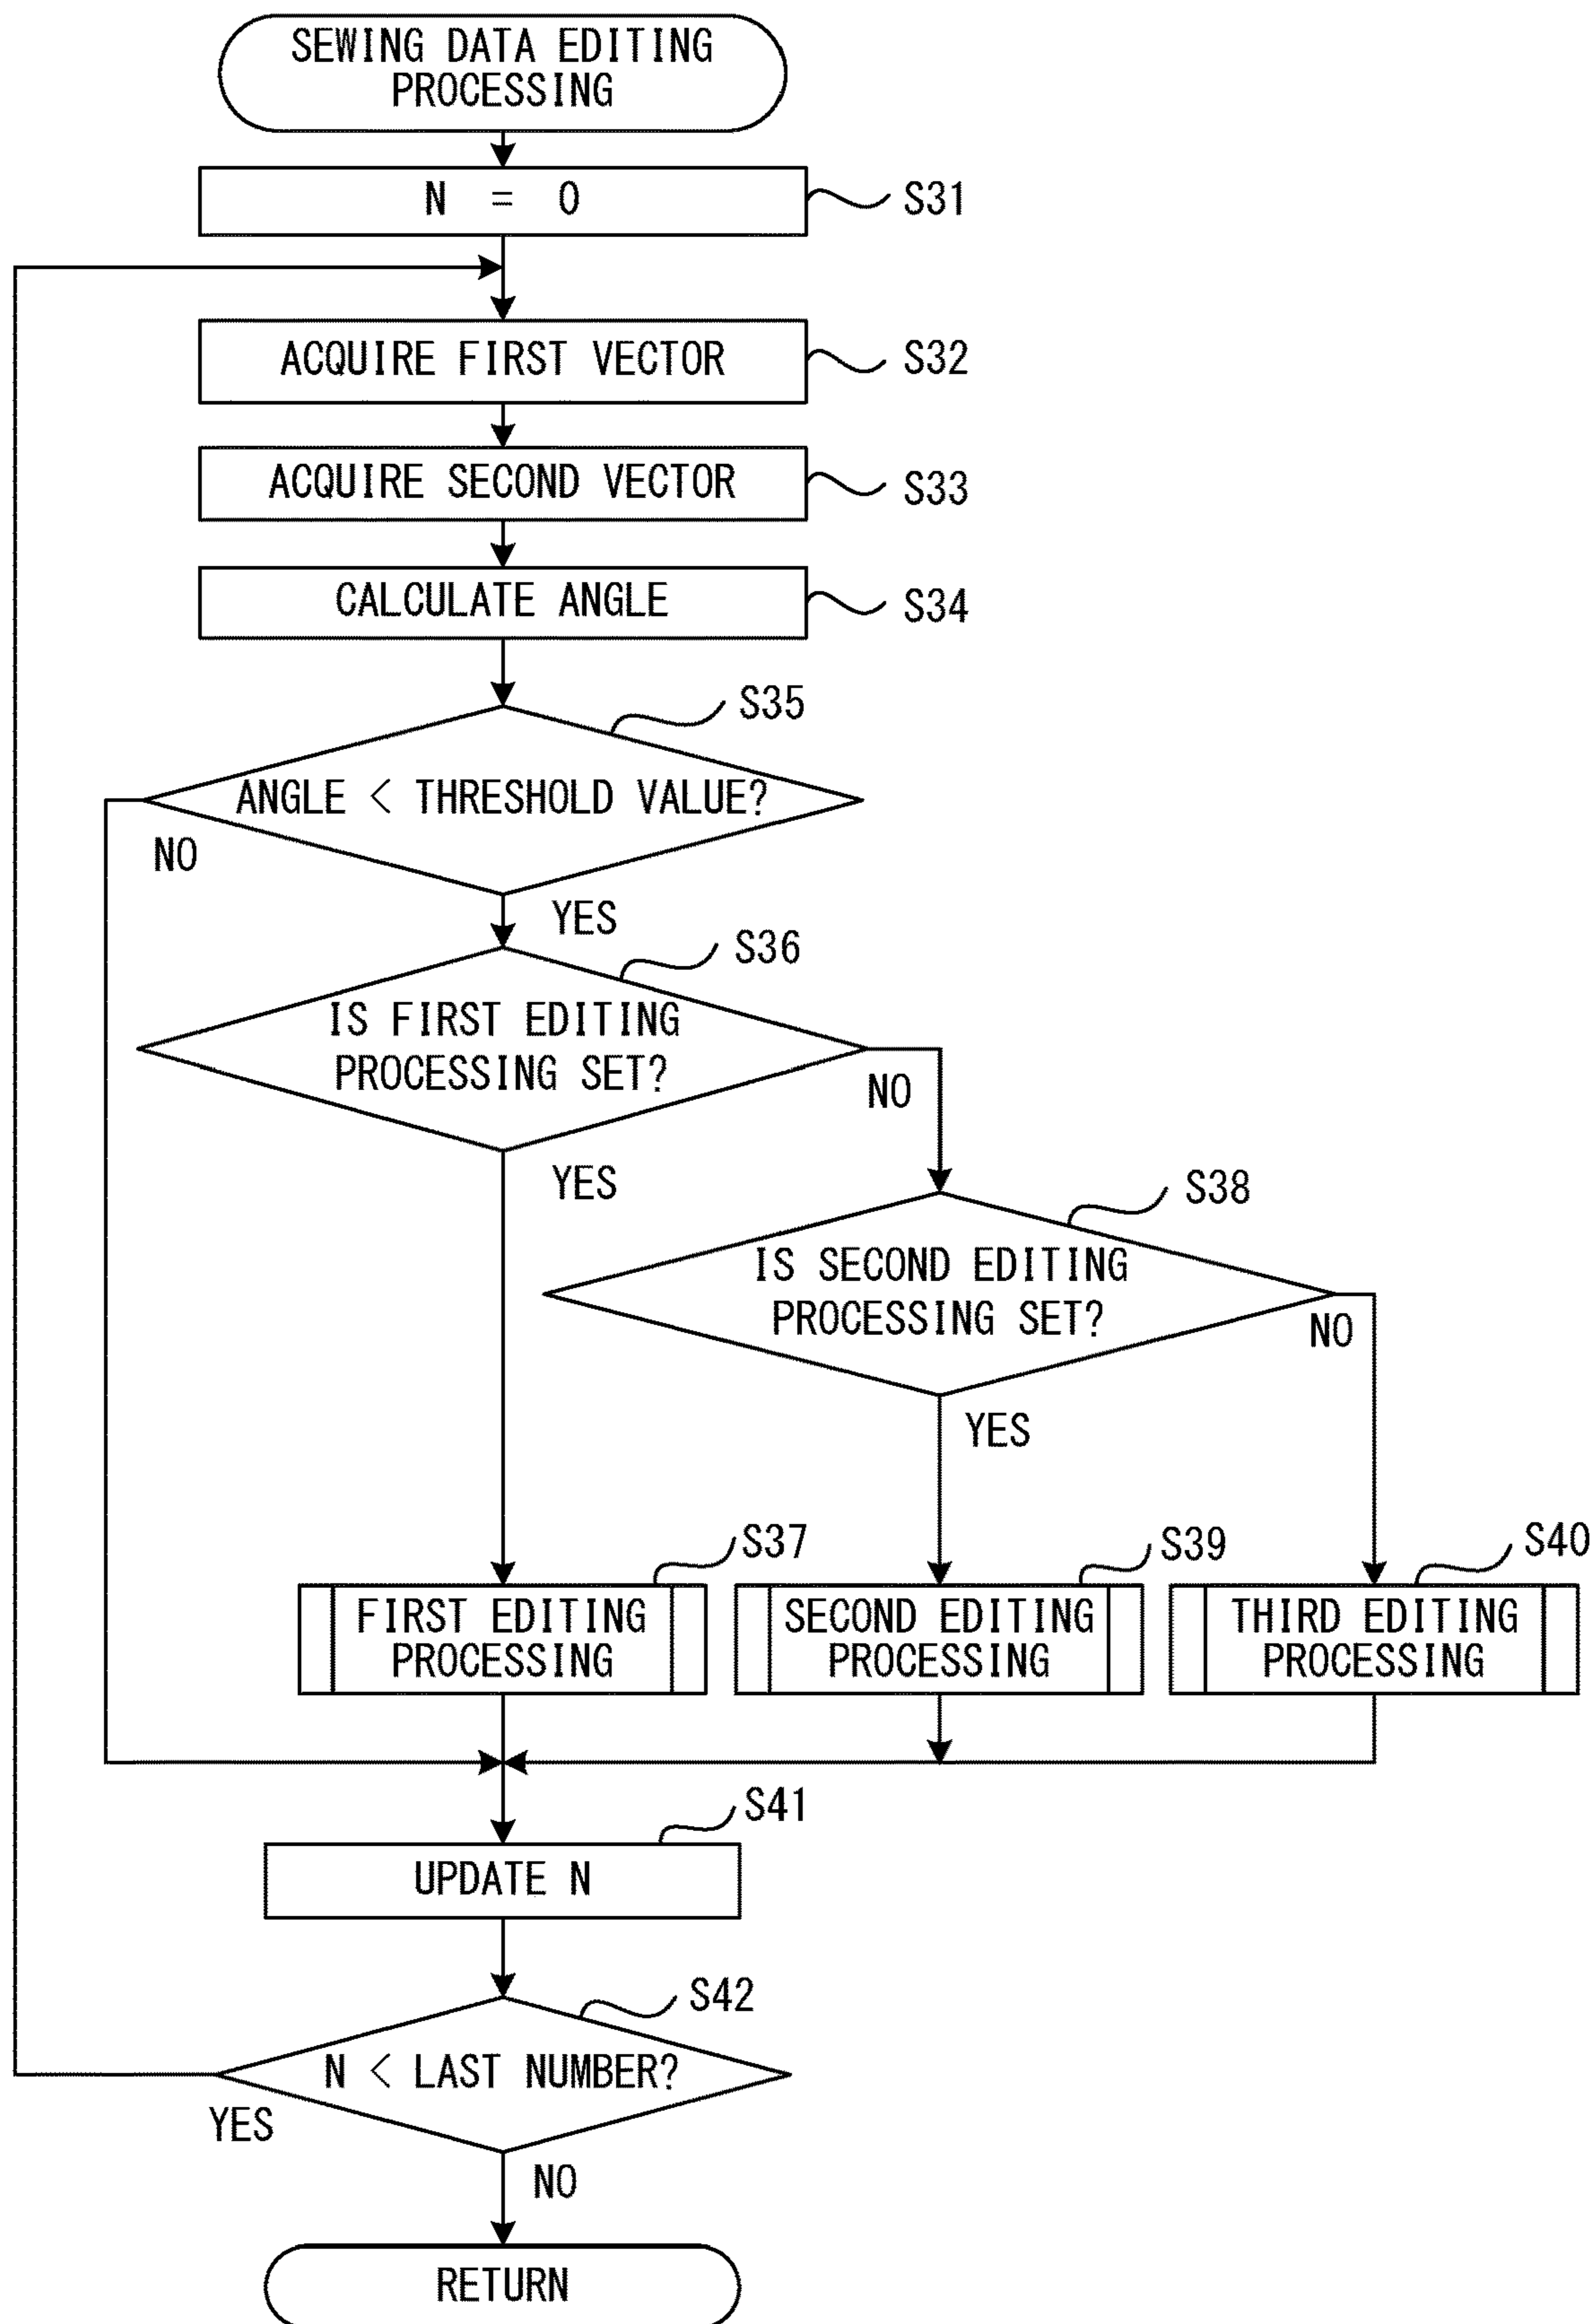 SEWING DATA EDITING
PROCESSING
N = 0
S31
ACQUIRE FIRST VECTOR
S32
ACQUIRE SECOND VECTOR
S33
CALCULATE ANGLE
S34
S35
ANGLE < THRESHOLD VALUE?
NO
YES
S36
IS FIRST EDITING
PROCESSING SET?
NO
YES
S38
IS SECOND EDITING
PROCESSING SET?
NO
YES
S37
S39
S40
FIRST EDITING
PROCESSING
SECOND EDITING
PROCESSING
THIRD EDITING
PROCESSING
S41
UPDATE N
S42
N < LAST NUMBER?
YES
NO
RETURN